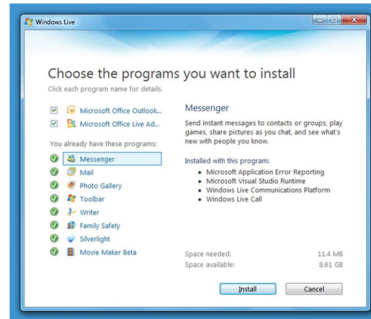 Windows Live
Choose the programs you want to install
Click each program name for details.
Microsoft Office Outlook...
Microsoft Office Live Ad...
You already have these programs:
Messenger
Mail
Photo Gallery
Toolbar
Writer
Family Safety
Silverlight
Movie Maker Beta
Messenger
Send instant messages to contacts or groups, play
games, share pictures as you chat, and see what's
new with people you know.
Installed with this program:
Microsoft Application Error Reporting
Microsoft Visual Studio Runtime
Windows Live Communications Platform
Windows Live Call
Space needed: 11.4 MB
Space available: 8.61 GB
Install Cancel